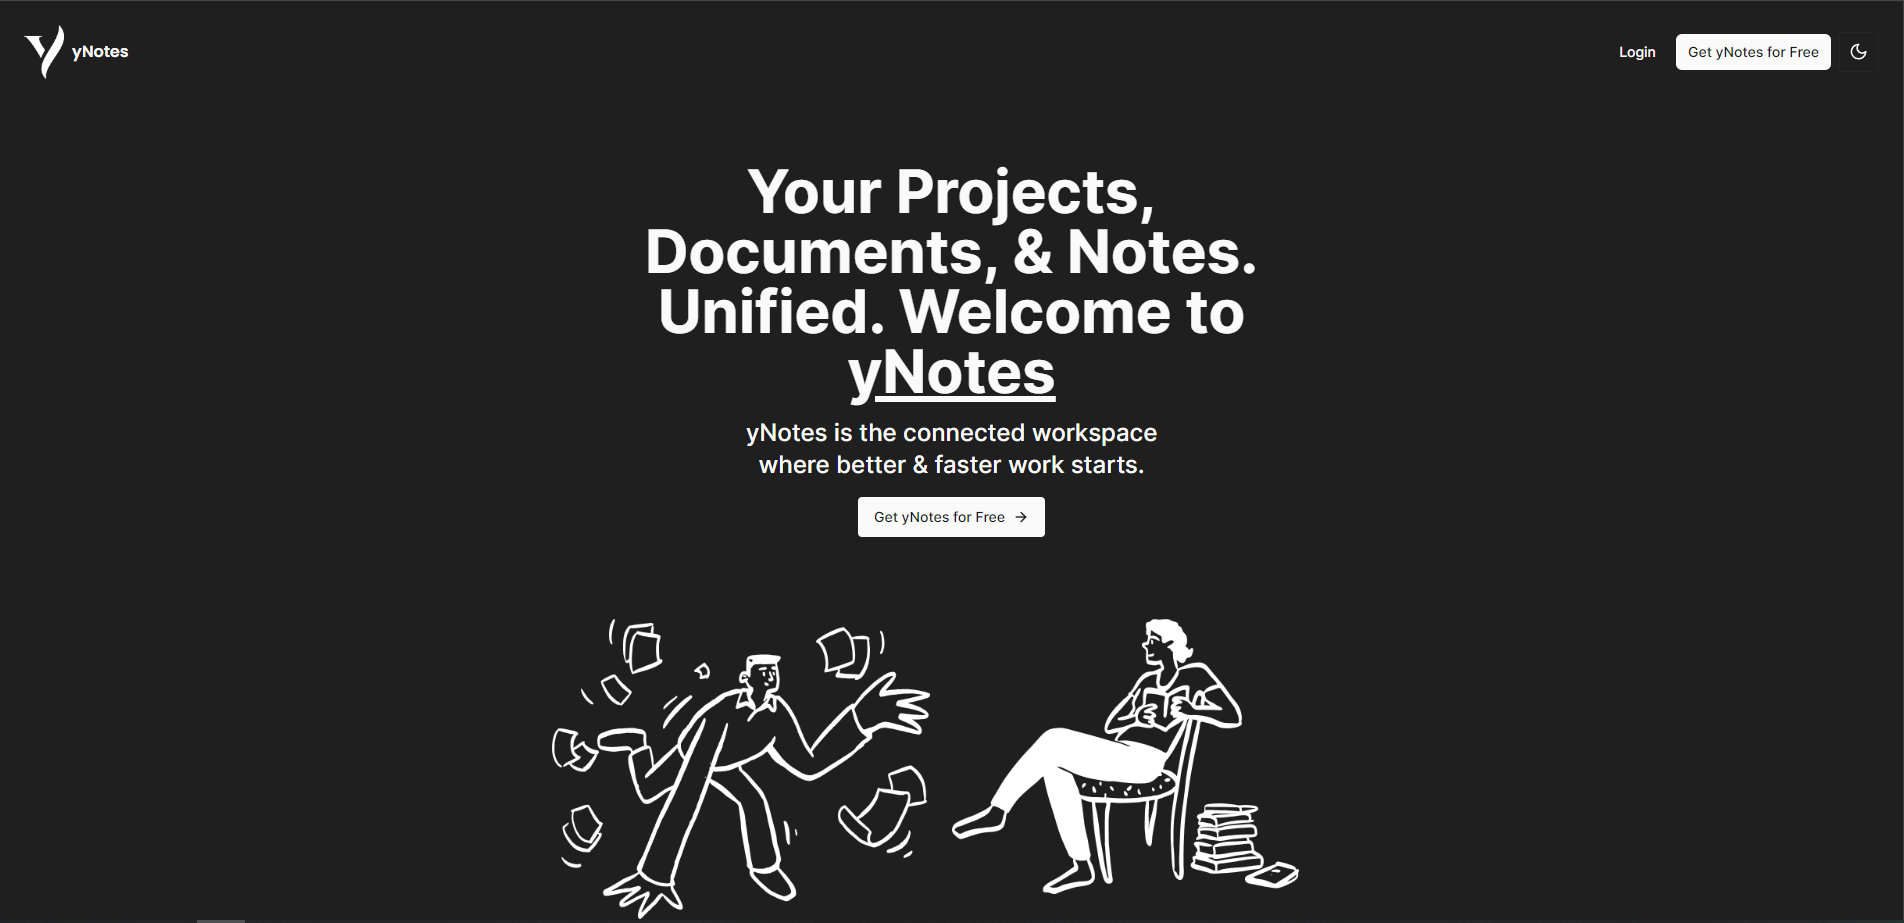 yNotes
Login
Get yNotes for Free
Your Projects,
Documents, & Notes.
Unified. Welcome to
yNotes
yNotes is the connected workspace
where better & faster work starts.
Get yNotes for Free